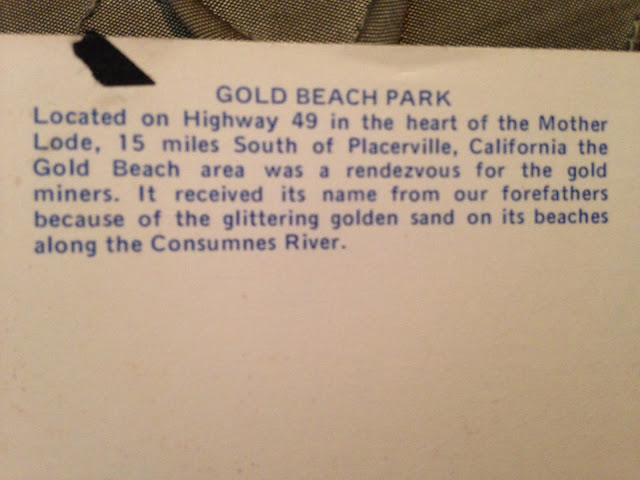 GOLD BEACH PARK
Located on Highway 49 in the heart of the Mother
Lode, 15 miles South of Placerville, California the
Gold Beach area was a rendezvous for the gold
miners. It received its name from our forefathers
because of the glittering golden sand on its beaches
along the Consumnes River.